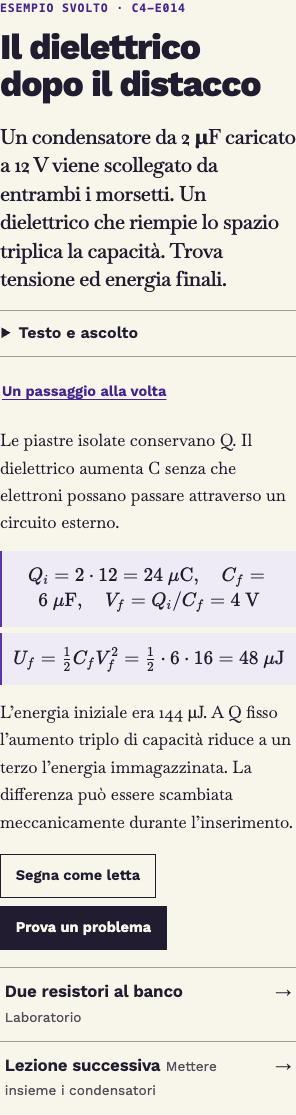 ESEMPIO SVOLTO · C4–E014
Il dielettrico
dopo il distacco
Un condensatore da 2 μF caricato
a 12 V viene scollegato da
entrambi i morsetti. Un
dielettrico che riempie lo spazio
triplica la capacità. Trova
tensione ed energia finali.
▶ Testo e ascolto
Un passaggio alla volta
Le piastre isolate conservano Q. Il
dielettrico aumenta C senza che
elettroni possano passare attraverso un
circuito esterno.
Q_i = 2 · 12 = 24 μC, C_f =
6 μF, V_f = Q_i/C_f = 4 V
U_f = ½C_fV_f² = ½ · 6 · 16 = 48 μJ
L’energia iniziale era 144 μJ. A Q fisso
l’aumento triplo di capacità riduce a un
terzo l’energia immagazzinata. La
differenza può essere scambiata
meccanicamente durante l’inserimento.
Segna come letta
Prova un problema
Due resistori al banco →
Laboratorio
Lezione successiva Mettere →
insieme i condensatori